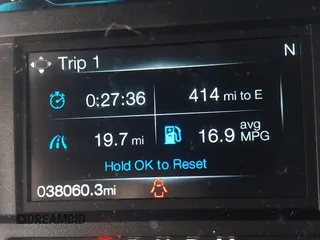 Trip 1 N
0:27:36 414 mi to E
19.7 mi 16.9 avg MPG
Hold OK to Reset
038060.3mi
DREAMBID